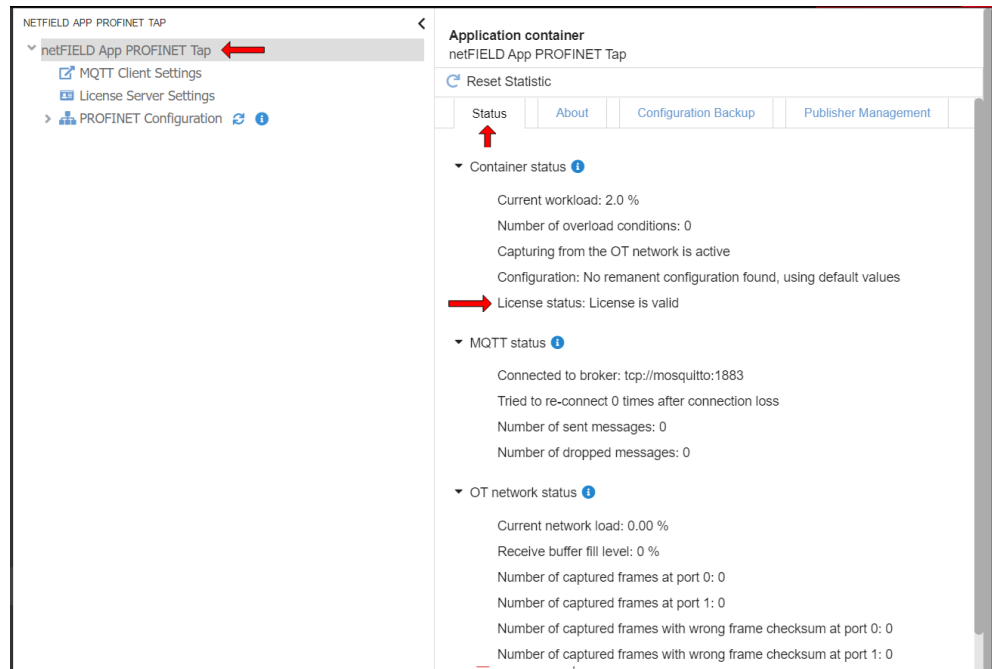 NETFIELD APP PROFINET TAP
netFIELD App PROFINET Tap
MQTT Client Settings
License Server Settings
PROFINET Configuration
Application container
netFIELD App PROFINET Tap
Reset Statistic
Status
About
Configuration Backup
Publisher Management
Container status
Current workload: 2.0 %
Number of overload conditions: 0
Capturing from the OT network is active
Configuration: No remanent configuration found, using default values
License status: License is valid
MQTT status
Connected to broker: tcp://mosquitto:1883
Tried to re-connect 0 times after connection loss
Number of sent messages: 0
Number of dropped messages: 0
OT network status
Current network load: 0.00 %
Receive buffer fill level: 0 %
Number of captured frames at port 0: 0
Number of captured frames at port 1: 0
Number of captured frames with wrong frame checksum at port 0: 0
Number of captured frames with wrong frame checksum at port 1: 0